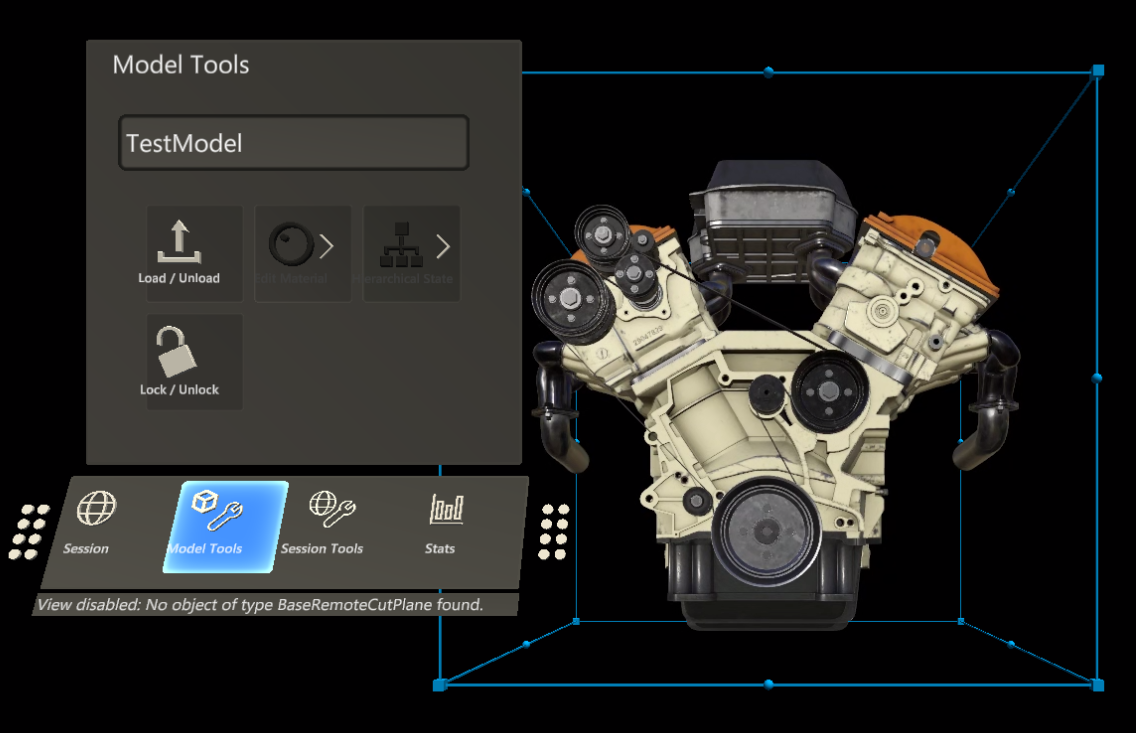 Model Tools
TestModel
Load / Unload
Edit Material
Hierarchical State
Lock / Unlock
Session
Model Tools
Session Tools
Stats
View disabled: No object of type BaseRemoteCutPlane found.